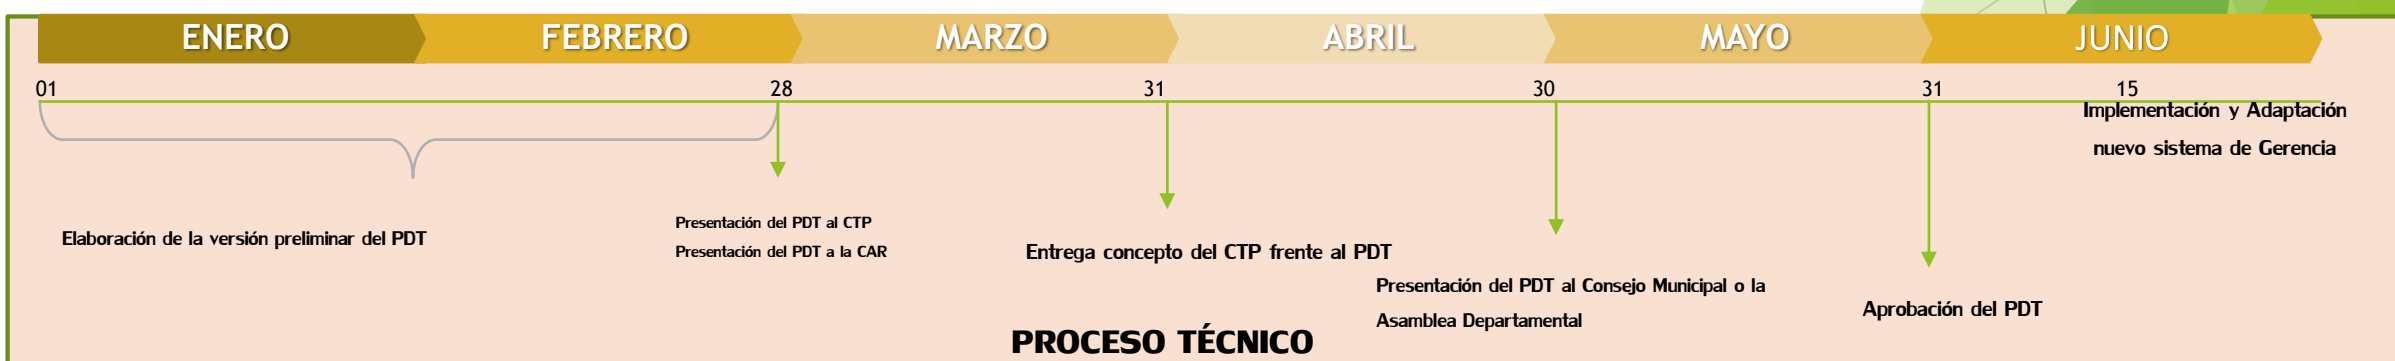 ENERO FEBRERO MARZO ABRIL MAYO JUNIO
01 28 31 30 31 15
Implementación y Adaptación
nuevo sistema de Gerencia
Elaboración de la versión preliminar del PDT
Presentación del PDT al CTP
Presentación del PDT a la CAR
Entrega concepto del CTP frente al PDT
Presentación del PDT al Consejo Municipal o la
Asamblea Departamental
Aprobación del PDT
PROCESO TÉCNICO